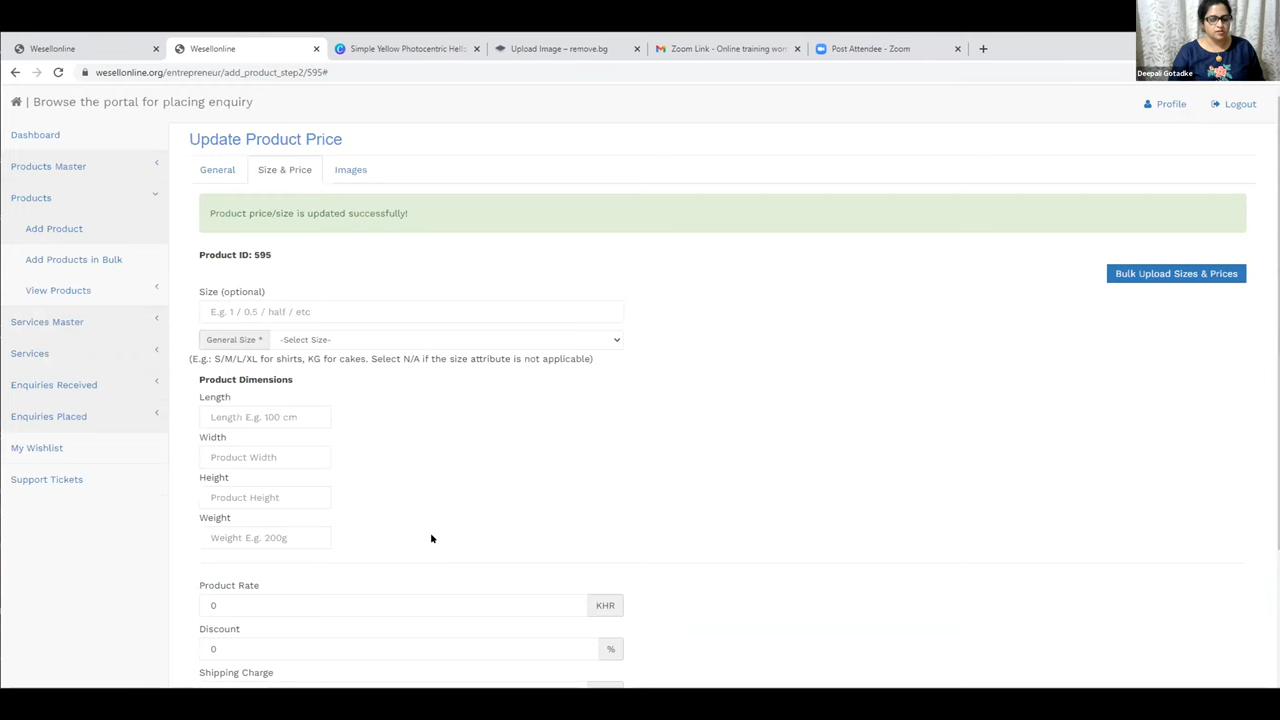 Wesellonline
Wesellonline
Simple Yellow Photocentric Hell
Upload Image – remove.bg
Zoom Link - Online training wor
Post Attendee - Zoom
wesellonline.org/entrepreneur/add_product_step2/595#
Deepali Gotadke
| Browse the portal for placing enquiry
Profile
Logout
Dashboard
Products Master
Products
Add Product
Add Products in Bulk
View Products
Services Master
Services
Enquiries Received
Enquiries Placed
My Wishlist
Support Tickets
Update Product Price
General
Size & Price
Images
Product price/size is updated successfully!
Product ID: 595
Bulk Upload Sizes & Prices
Size (optional)
E.g. 1 / 0.5 / half / etc
General Size *
-Select Size-
(E.g.: S/M/L/XL for shirts, KG for cakes. Select N/A if the size attribute is not applicable)
Product Dimensions
Length
Length E.g. 100 cm
Width
Product Width
Height
Product Height
Weight
Weight E.g. 200g
Product Rate
0 KHR
Discount
0 %
Shipping Charge